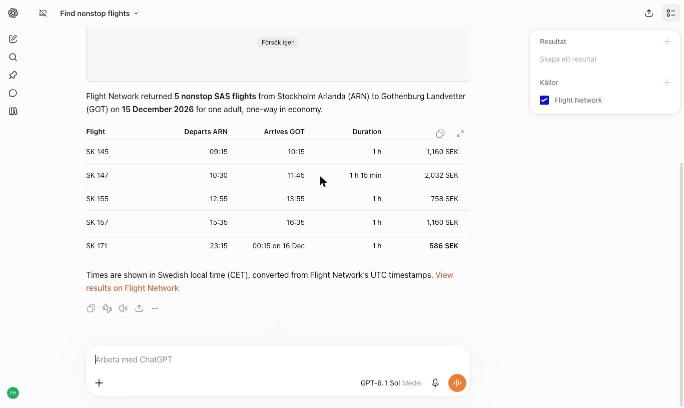 Find nonstop flights
Försök igen
Flight Network returned 5 nonstop SAS flights from Stockholm Arlanda (ARN) to Gothenburg Landvetter
(GOT) on 15 December 2026 for one adult, one-way in economy.
Flight Departs ARN Arrives GOT Duration
SK 145 09:15 10:15 1 h 1,160 SEK
SK 147 10:30 11:45 1 h 15 min 2,032 SEK
SK 155 12:55 13:55 1 h 758 SEK
SK 157 15:35 16:35 1 h 1,160 SEK
SK 171 23:15 00:15 on 16 Dec 1 h 586 SEK
Times are shown in Swedish local time (CET), converted from Flight Network's UTC timestamps. View
results on Flight Network
Arbeta med ChatGPT
GPT-6.1 Sol Medel
Resultat
Skapa ett resultat
Källor
Flight Network